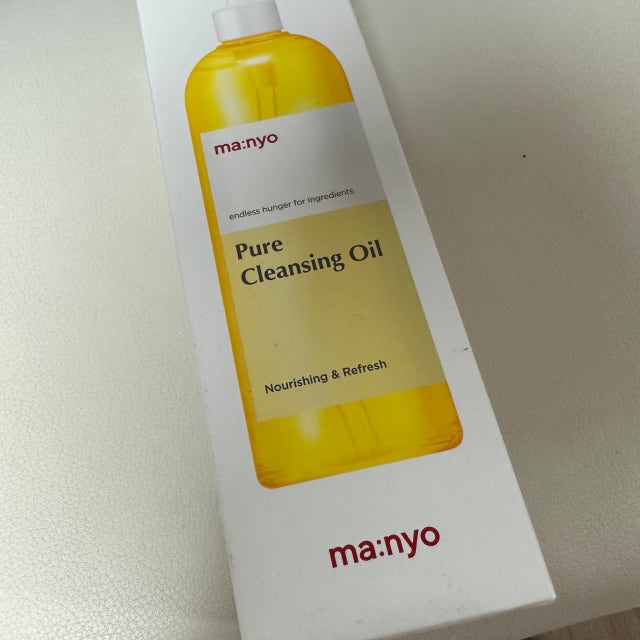 ma:nyo
endless hunger for ingredients
Pure
Cleansing Oil
Nourishing & Refresh
ma:nyo